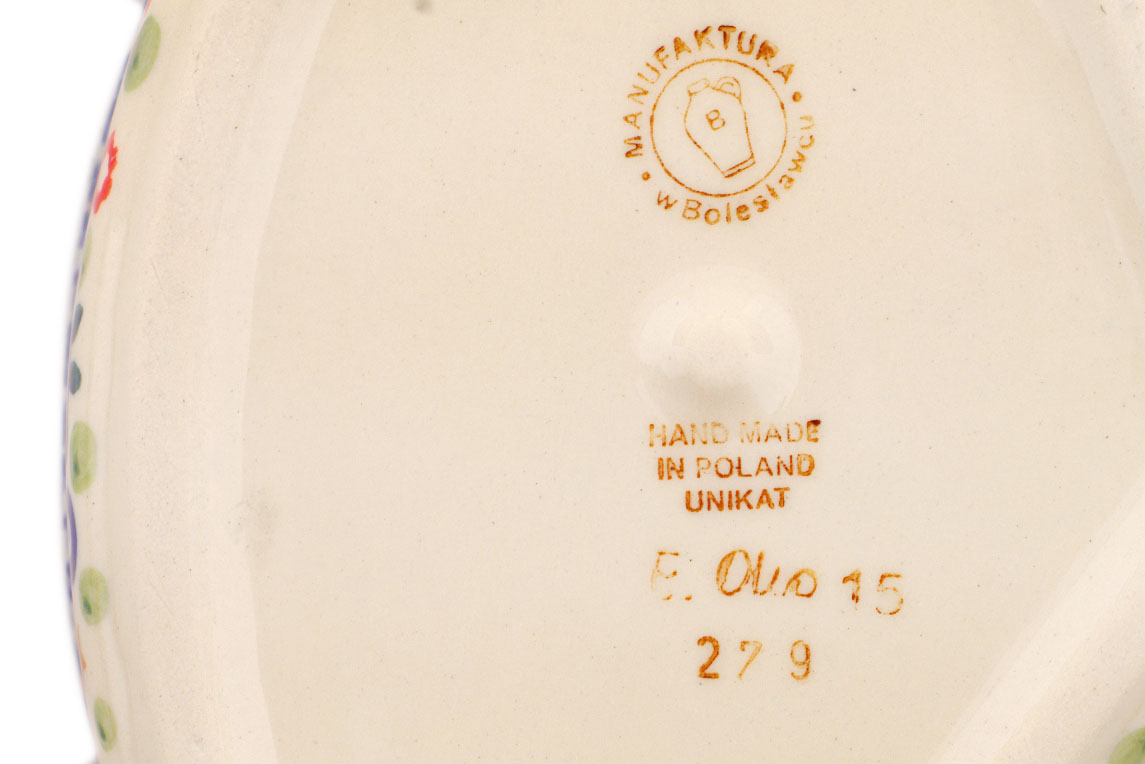 MANUFAKTURA
w Bolesławcu
B
HAND MADE
IN POLAND
UNIKAT
E. 15
279